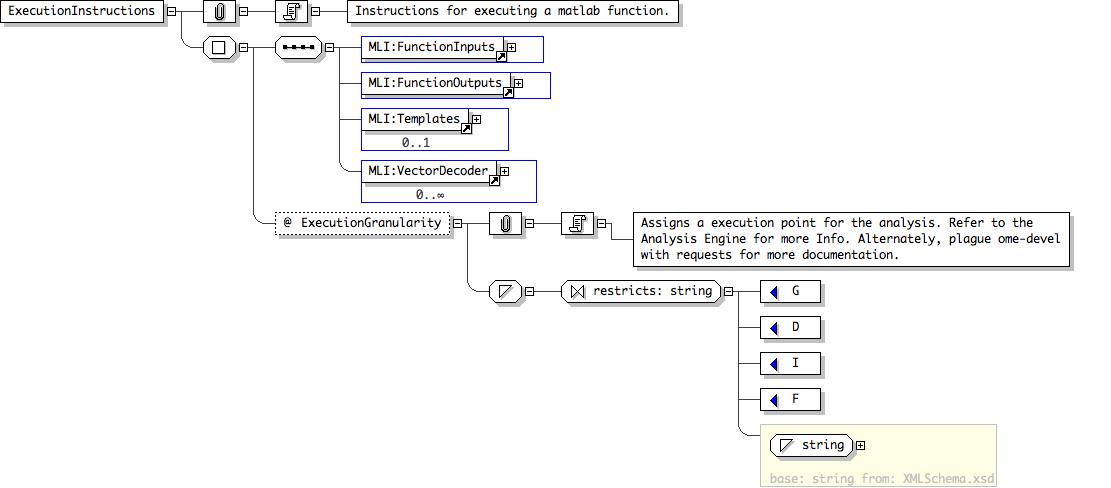 ExecutionInstructions
Instructions for executing a matlab function.
MLI:FunctionInputs
MLI:FunctionOutputs
MLI:Templates
0..1
MLI:VectorDecoder
0..∞
@ ExecutionGranularity
Assigns a execution point for the analysis. Refer to the
Analysis Engine for more Info. Alternately, plague ome-devel
with requests for more documentation.
restricts: string
G
D
I
F
string
base: string from: XMLSchema.xsd